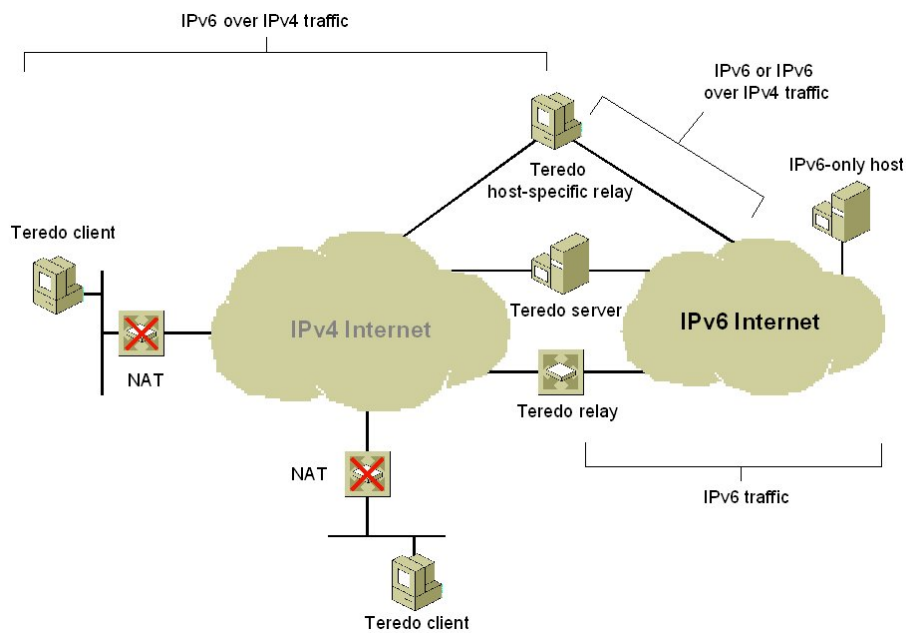 IPv6 over IPv4 traffic
IPv6 or IPv6
over IPv4 traffic
Teredo
host-specific relay
IPv6-only host
Teredo client
Teredo server
IPv4 Internet
IPv6 Internet
NAT
Teredo relay
NAT
IPv6 traffic
Teredo client